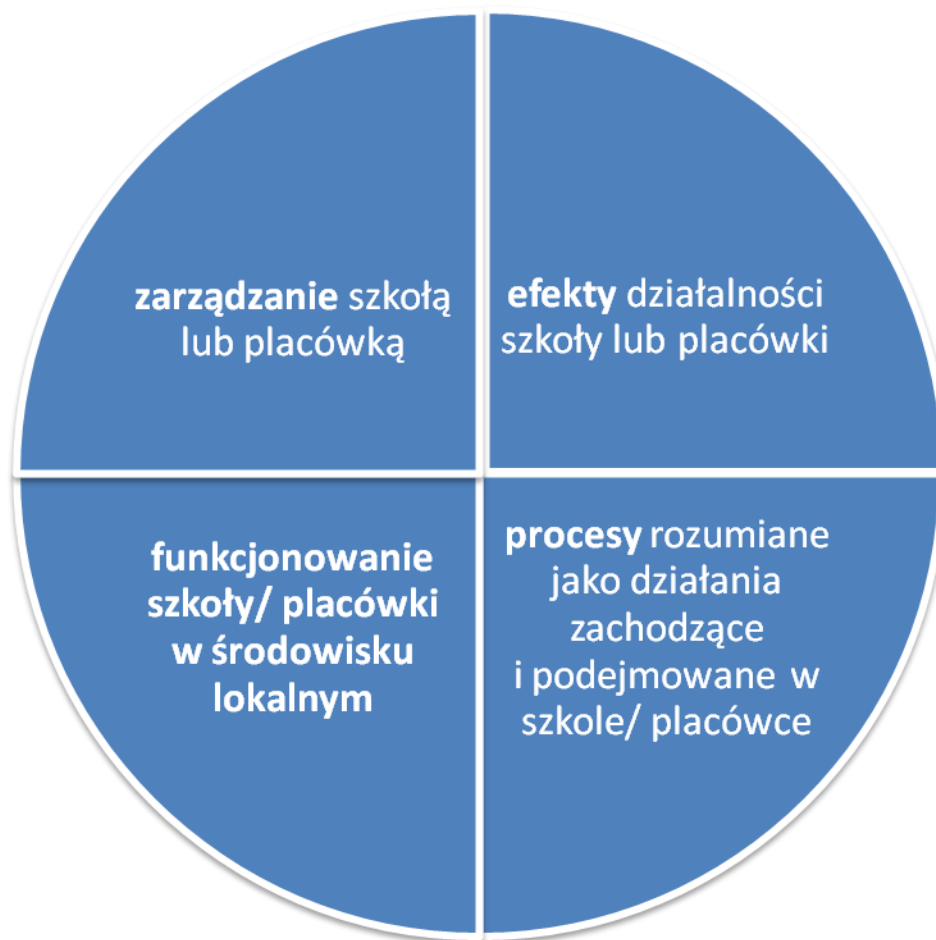 zarządzanie szkołą
lub placówką
efekty działalności
szkoły lub placówki
funkcjonowanie
szkoły/ placówki
w środowisku
lokalnym
procesy rozumiane
jako działania
zachodzące
i podejmowane w
szkole/ placówce